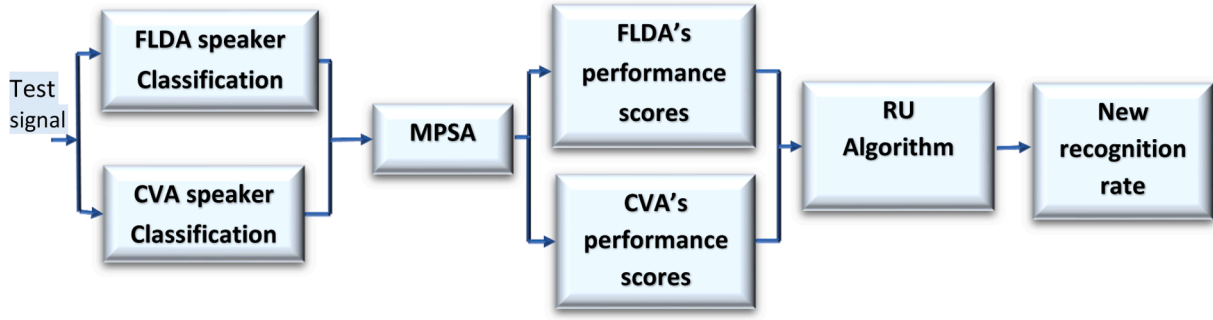 Test
signal
FLDA speaker
Classification
CVA speaker
Classification
MPSA
FLDA's
performance
scores
CVA's
performance
scores
RU
Algorithm
New
recognition
rate